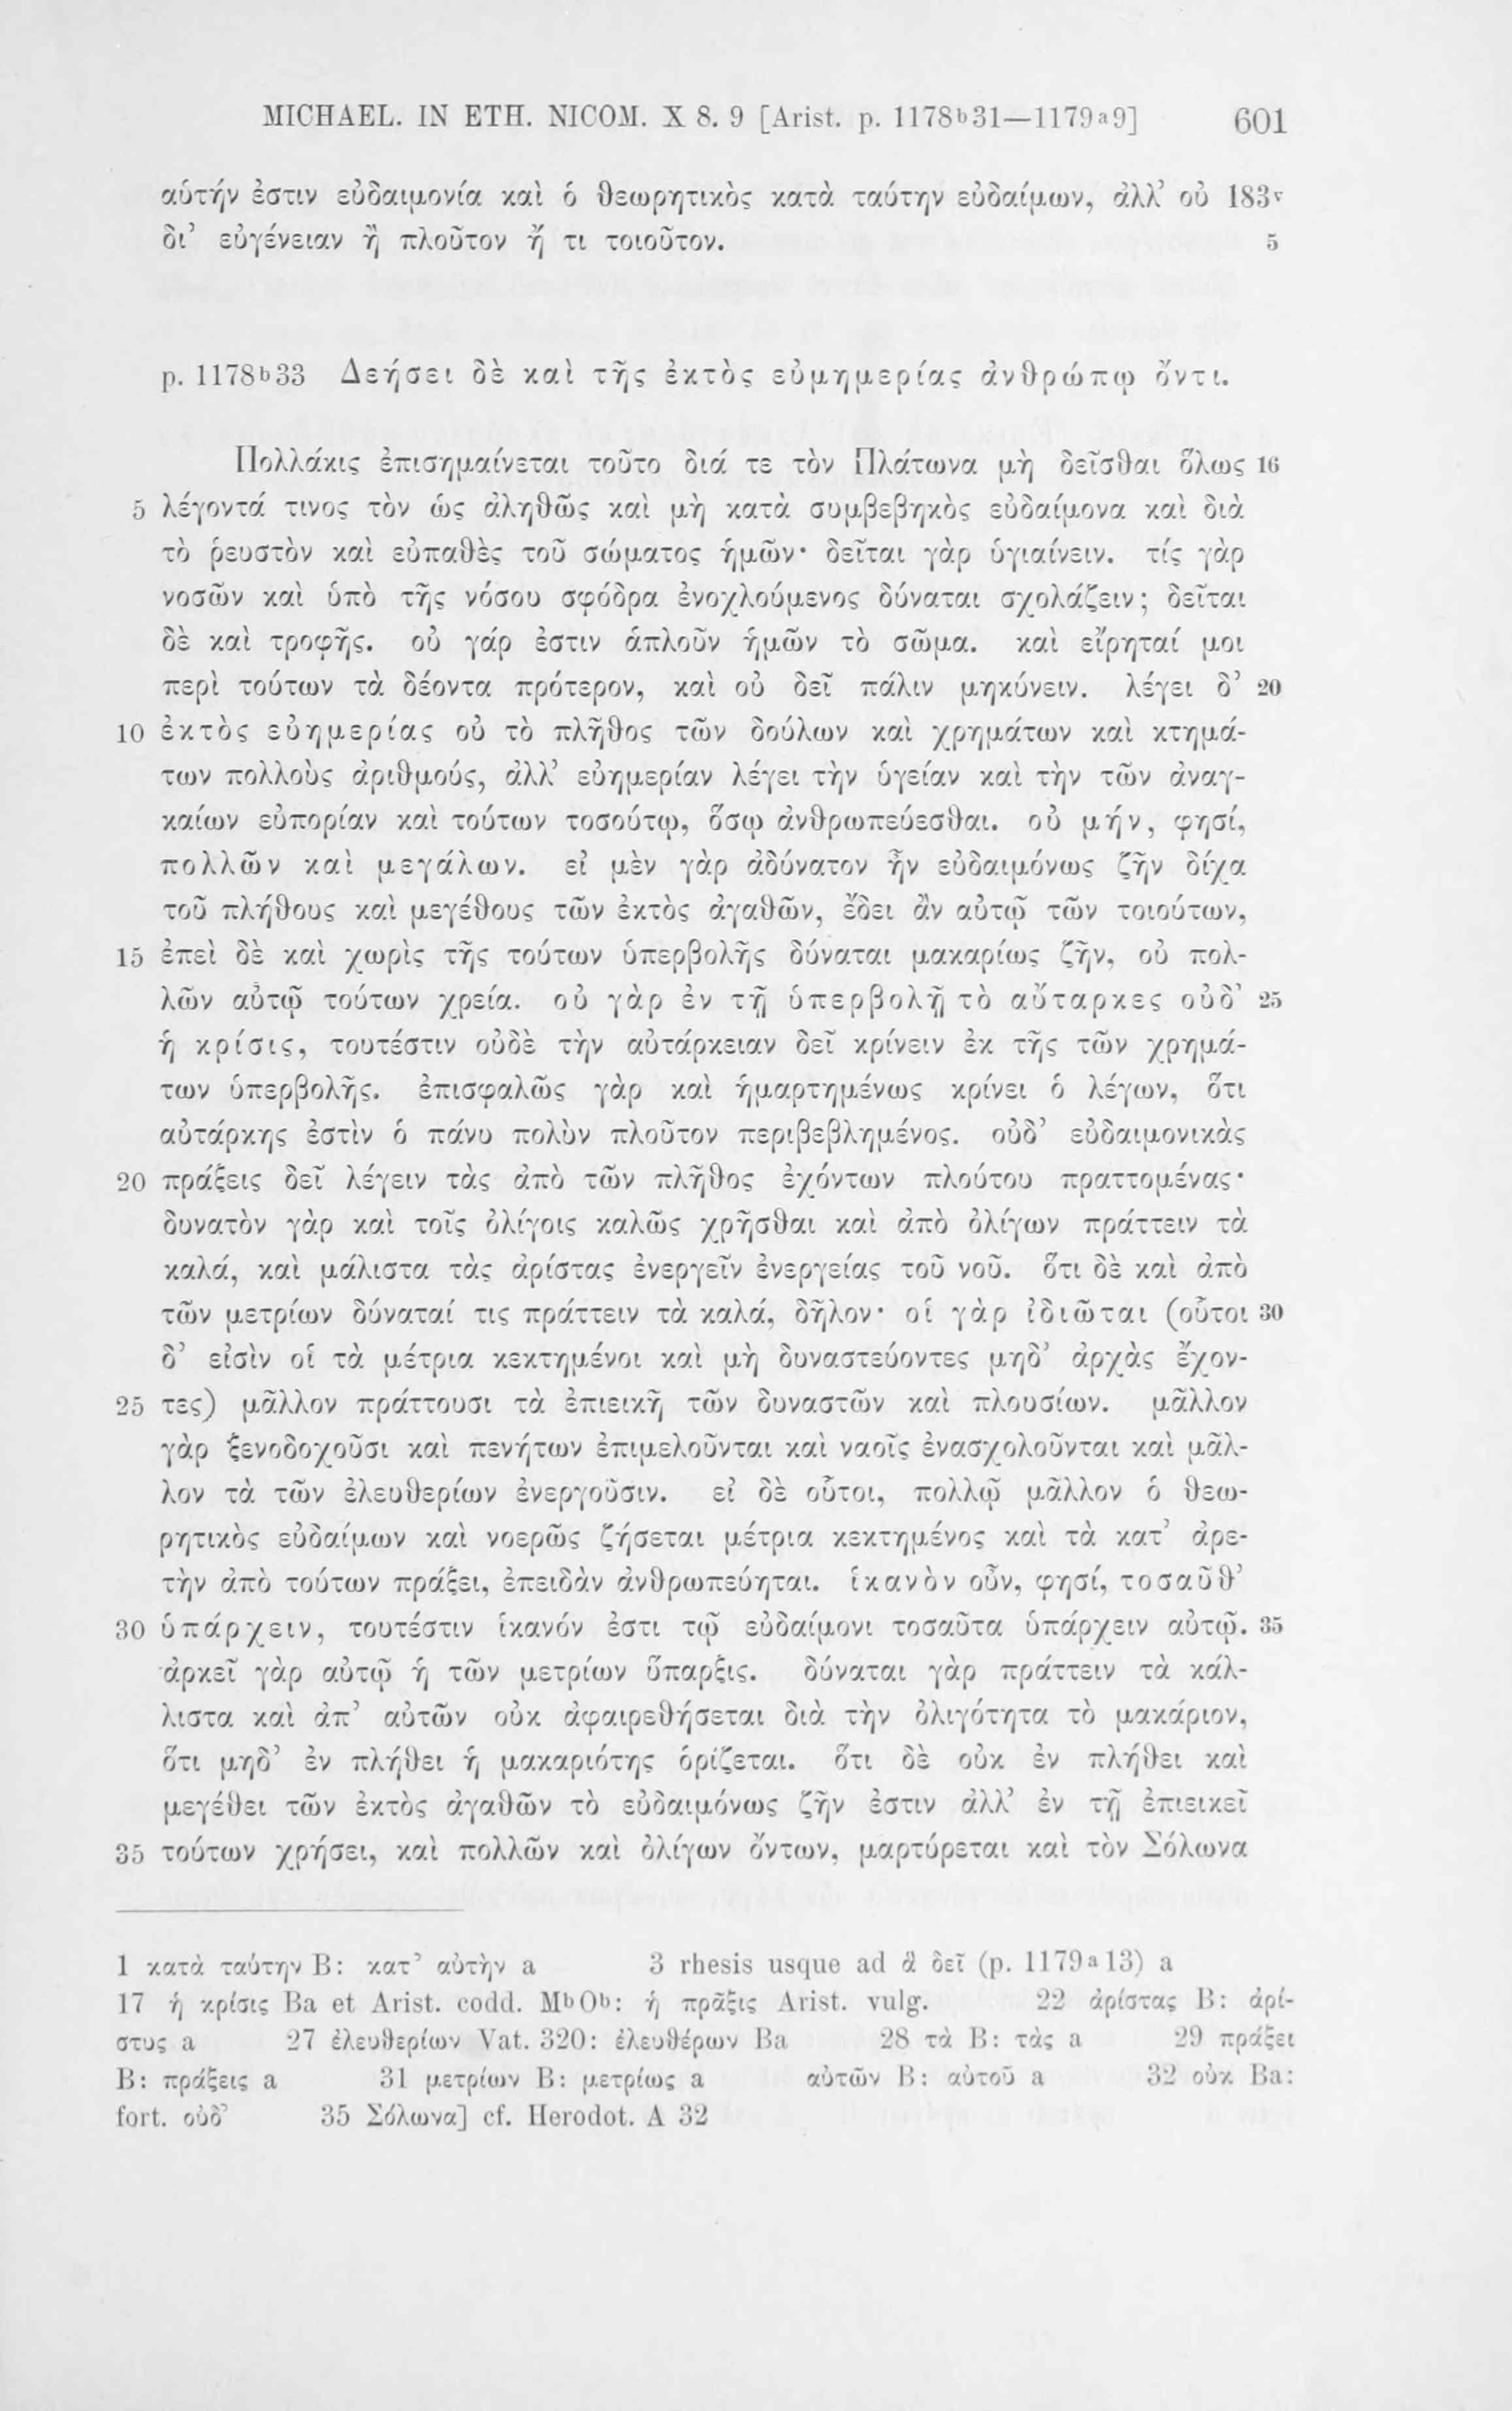 MICHAEL. IN ETH. NICOM. X 8. 9 [Arist. p. 1178ᵇ31—1179ᵃ9] 601
αὑτήν ἐστιν εὐδαιμονία καὶ ὁ θεωρητικὸς κατὰ ταύτην εὐδαίμων, ἀλλ’ οὐ 183ᵛ
δι’ εὐγένειαν ἢ πλοῦτον ἤ τι τοιοῦτον. 5
p. 1178ᵇ33 Δεήσει δὲ καὶ τῆς ἐκτὸς εὐμημερίας ἀνθρώπῳ ὄντι.
Πολλάκις ἐπισημαίνεται τοῦτο διά τε τὸν Πλάτωνα μὴ δεῖσθαι ὅλως 16
5 λέγοντά τινος τὸν ὡς ἀληθῶς καὶ μὴ κατὰ συμβεβηκὸς εὐδαίμονα καὶ διὰ
τὸ ῥευστὸν καὶ εὐπαθὲς τοῦ σώματος ἡμῶν· δεῖται γὰρ ὑγιαίνειν. τίς γὰρ
νοσῶν καὶ ὑπὸ τῆς νόσου σφόδρα ἐνοχλούμενος δύναται σχολάζειν; δεῖται
δὲ καὶ τροφῆς. οὐ γάρ ἐστιν ἁπλοῦν ἡμῶν τὸ σῶμα. καὶ εἴρηταί μοι
περὶ τούτων τὰ δέοντα πρότερον, καὶ οὐ δεῖ πάλιν μηκύνειν. λέγει δ’ 20
10 ἐκτὸς εὐημερίας οὐ τὸ πλῆθος τῶν δούλων καὶ χρημάτων καὶ κτημά-
των πολλοὺς ἀριθμούς, ἀλλ’ εὐημερίαν λέγει τὴν ὑγείαν καὶ τὴν τῶν ἀναγ-
καίων εὐπορίαν καὶ τούτων τοσούτῳ, ὅσῳ ἀνθρωπεύεσθαι. οὐ μήν, φησί,
πολλῶν καὶ μεγάλων. εἰ μὲν γὰρ ἀδύνατον ἦν εὐδαιμόνως ζῆν δίχα
τοῦ πλήθους καὶ μεγέθους τῶν ἐκτὸς ἀγαθῶν, ἔδει ἂν αὐτῷ τῶν τοιούτων,
15 ἐπεὶ δὲ καὶ χωρὶς τῆς τούτων ὑπερβολῆς δύναται μακαρίως ζῆν, οὐ πολ-
λῶν αὐτῷ τούτων χρεία. οὐ γὰρ ἐν τῇ ὑπερβολῇ τὸ αὔταρκες οὐδ’ 25
ἡ κρίσις, τουτέστιν οὐδὲ τὴν αὐτάρκειαν δεῖ κρίνειν ἐκ τῆς τῶν χρημά-
των ὑπερβολῆς. ἐπισφαλῶς γὰρ καὶ ἡμαρτημένως κρίνει ὁ λέγων, ὅτι
αὐτάρκης ἐστὶν ὁ πάνυ πολὺν πλοῦτον περιβεβλημένος. οὐδ’ εὐδαιμονικὰς
20 πράξεις δεῖ λέγειν τὰς ἀπὸ τῶν πλῆθος ἐχόντων πλούτου πραττομένας·
δυνατὸν γὰρ καὶ τοῖς ὀλίγοις καλῶς χρῆσθαι καὶ ἀπὸ ὀλίγων πράττειν τὰ
καλά, καὶ μάλιστα τὰς ἀρίστας ἐνεργεῖν ἐνεργείας τοῦ νοῦ. ὅτι δὲ καὶ ἀπὸ
τῶν μετρίων δύναταί τις πράττειν τὰ καλά, δῆλον· οἱ γὰρ ἰδιῶται (οὗτοι 30
δ’ εἰσὶν οἱ τὰ μέτρια κεκτημένοι καὶ μὴ δυναστεύοντες μηδ’ ἀρχὰς ἔχον-
25 τες) μᾶλλον πράττουσι τὰ ἐπιεικῆ τῶν δυναστῶν καὶ πλουσίων. μᾶλλον
γὰρ ξενοδοχοῦσι καὶ πενήτων ἐπιμελοῦνται καὶ ναοῖς ἐνασχολοῦνται καὶ μᾶλ-
λον τὰ τῶν ἐλευθερίων ἐνεργοῦσιν. εἰ δὲ οὗτοι, πολλῷ μᾶλλον ὁ θεω-
ρητικὸς εὐδαίμων καὶ νοερῶς ζήσεται μέτρια κεκτημένος καὶ τὰ κατ’ ἀρε-
τὴν ἀπὸ τούτων πράξει, ἐπειδὰν ἀνθρωπεύηται. ἱκανὸν οὖν, φησί, τοσαῦθ’
30 ὑπάρχειν, τουτέστιν ἱκανόν ἐστι τῷ εὐδαίμονι τοσαῦτα ὑπάρχειν αὐτῷ. 35
ἀρκεῖ γὰρ αὐτῷ ἡ τῶν μετρίων ὕπαρξις. δύναται γὰρ πράττειν τὰ κάλ-
λιστα καὶ ἀπ’ αὐτῶν οὐκ ἀφαιρεθήσεται διὰ τὴν ὀλιγότητα τὸ μακάριον,
ὅτι μηδ’ ἐν πλήθει ἡ μακαριότης ὁρίζεται. ὅτι δὲ οὐκ ἐν πλήθει καὶ
μεγέθει τῶν ἐκτὸς ἀγαθῶν τὸ εὐδαιμόνως ζῆν ἐστιν ἀλλ’ ἐν τῇ ἐπιεικεῖ
35 τούτων χρήσει, καὶ πολλῶν καὶ ὀλίγων ὄντων, μαρτύρεται καὶ τὸν Σόλωνα
1 κατὰ ταύτην B: κατ’ αὐτὴν a 3 rhesis usque ad ἃ δεῖ (p. 1179ᵃ13) a
17 ἡ κρίσις Ba et Arist. codd. MᵇOᵇ: ἡ πρᾶξις Arist. vulg. 22 ἀρίστας B: ἀρί-
στυς a 27 ἐλευθερίων Vat. 320: ἐλευθέρων Ba 28 τὰ B: τὰς a 29 πράξει
B: πράξεις a 31 μετρίων B: μετρίως a αὐτῶν B: αὐτοῦ a 32 οὐκ Ba:
fort. οὐδ’ 35 Σόλωνα] cf. Herodot. A 32